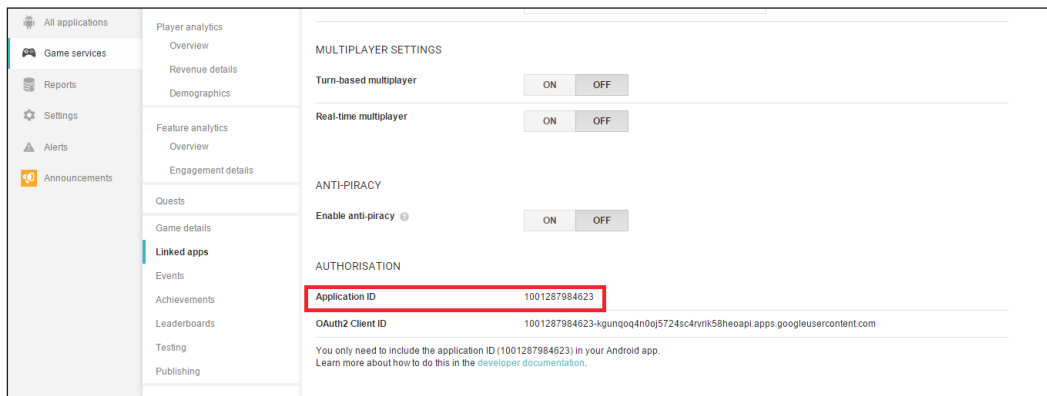 All applications
Game services
Reports
Settings
Alerts
Announcements
Player analytics
Overview
Revenue details
Demographics
Feature analytics
Overview
Engagement details
Quests
Game details
Linked apps
Events
Achievements
Leaderboards
Testing
Publishing
MULTIPLAYER SETTINGS
Turn-based multiplayer ON OFF
Real-time multiplayer ON OFF
ANTI-PIRACY
Enable anti-piracy ? ON OFF
AUTHORISATION
Application ID 1001287984623
OAuth2 Client ID 1001287984623-kgunqoq4n0oj5724sc4rvrik58heoapi.apps.googleusercontent.com
You only need to include the application ID (1001287984623) in your Android app.
Learn more about how to do this in the developer documentation.